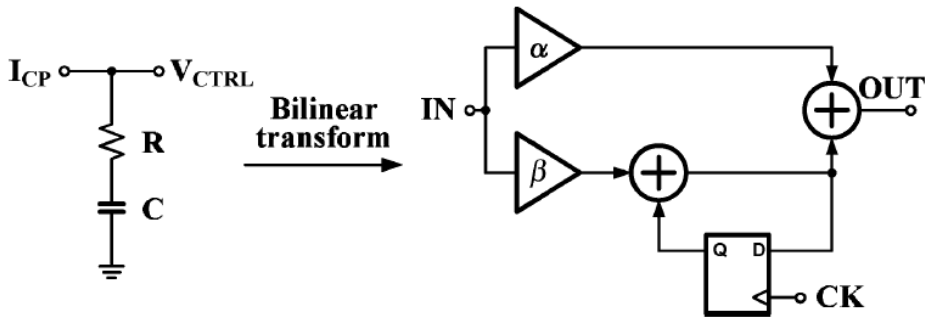 I_CP
V_CTRL
R
C
Bilinear
transform
IN
α
β
OUT
Q
D
CK